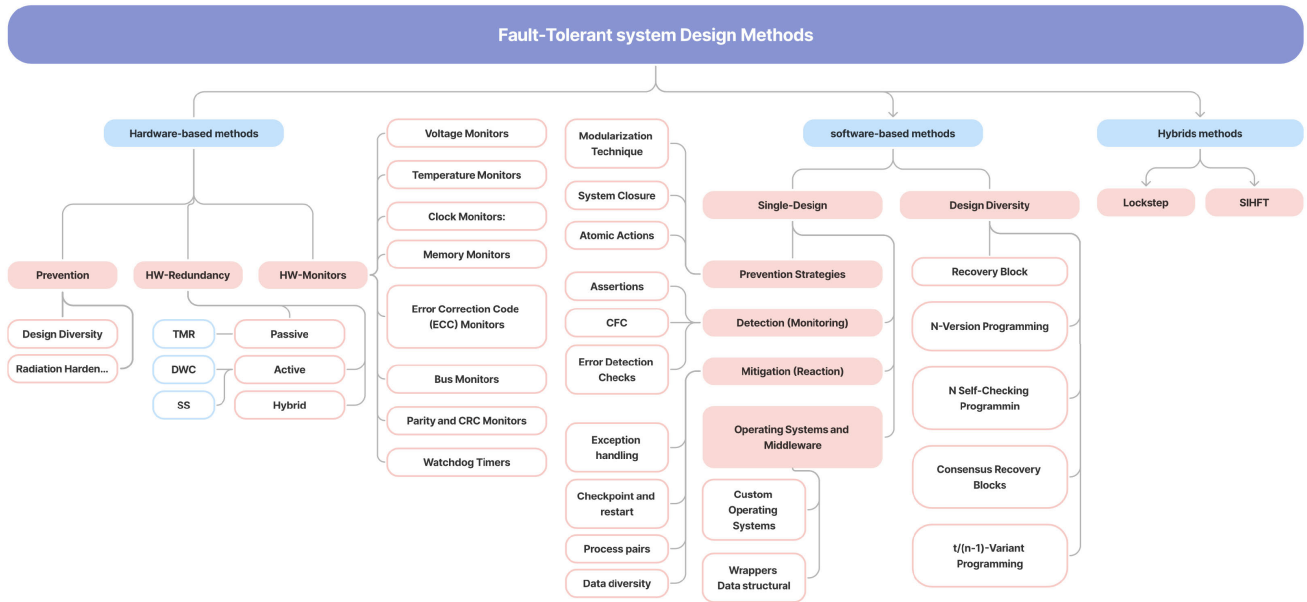 Fault-Tolerant system Design Methods
Hardware-based methods
software-based methods
Hybrids methods
Prevention
HW-Redundancy
HW-Monitors
Design Diversity
Radiation Harden...
TMR
DWC
SS
Passive
Active
Hybrid
Voltage Monitors
Temperature Monitors
Clock Monitors:
Memory Monitors
Error Correction Code
(ECC) Monitors
Bus Monitors
Parity and CRC Monitors
Watchdog Timers
Modularization
Technique
System Closure
Atomic Actions
Assertions
CFC
Error Detection
Checks
Exception
handling
Checkpoint and
restart
Process pairs
Data diversity
Single-Design
Prevention Strategies
Detection (Monitoring)
Mitigation (Reaction)
Operating Systems and
Middleware
Custom
Operating
Systems
Wrappers
Data structural
Design Diversity
Recovery Block
N-Version Programming
N Self-Checking
Programmin
Consensus Recovery
Blocks
t/(n-1)-Variant
Programming
Lockstep
SIHFT